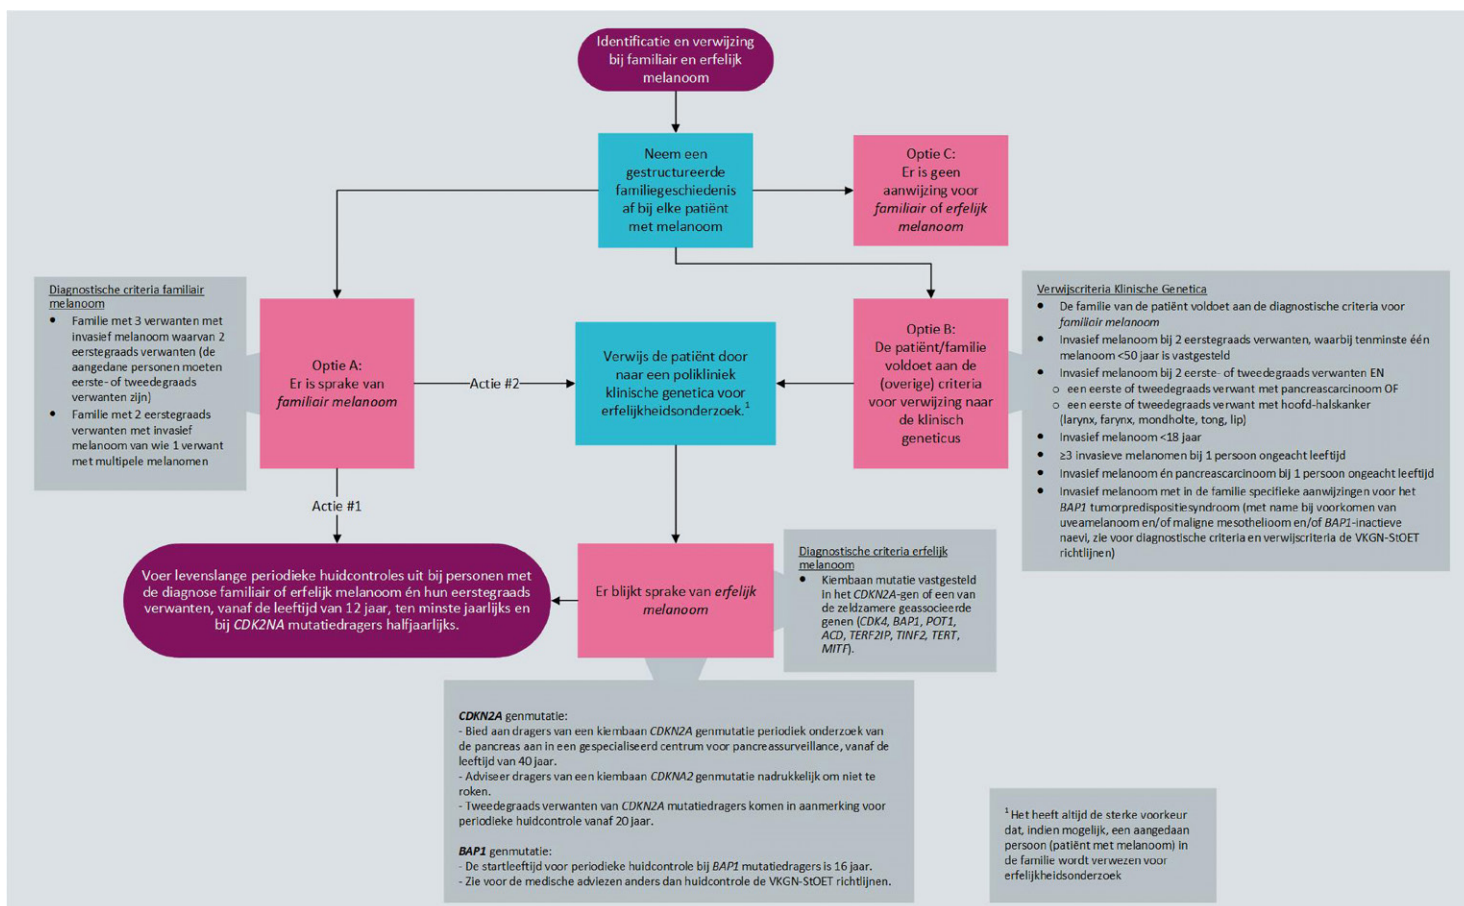 Identificatie en verwijzing
bij familiair en erfelijk
melanoom
Neem een
gestructureerde
familiegeschiedenis
af bij elke patiënt
met melanoom
Optie C:
Er is geen
aanwijzing voor
familiair of erfelijk
melanoom
Diagnostische criteria familiair
melanoom
● Familie met 3 verwanten met
invasief melanoom waarvan 2
eerstegraads verwanten (de
aangedane personen moeten
eerste- of tweedegraads
verwanten zijn)
● Familie met 2 eerstegraads
verwanten met invasief
melanoom van wie 1 verwant
met multipele melanomen
Optie A:
Er is sprake van
familiair melanoom
Actie #2
Verwijs de patiënt door
naar een polikliniek
klinische genetica voor
erfelijkheidsonderzoek.1
Optie B:
De patiënt/familie
voldoet aan de
(overige) criteria
voor verwijzing naar
de klinisch
geneticus
Verwijscriteria Klinische Genetica
● De familie van de patiënt voldoet aan de diagnostische criteria voor
familiair melanoom
● Invasief melanoom bij 2 eerstegraads verwanten, waarbij tenminste één
melanoom <50 jaar is vastgesteld
● Invasief melanoom bij 2 eerste- of tweedegraads verwanten EN
o een eerste of tweedegraads verwant met pancreascarcinoom OF
o een eerste of tweedegraads verwant met hoofd-halskanker
(larynx, farynx, mondholte, tong, lip)
● Invasief melanoom <18 jaar
● ≥3 invasieve melanomen bij 1 persoon ongeacht leeftijd
● Invasief melanoom én pancreascarcinoom bij 1 persoon ongeacht leeftijd
● Invasief melanoom met in de familie specifieke aanwijzingen voor het
BAP1 tumorpredispositiesyndroom (met name bij voorkomen van
uveamelanoom en/of maligne mesothelioom en/of BAP1-inactieve
naevi, zie voor diagnostische criteria en verwijscriteria de VKGN-StOET
richtlijnen)
Actie #1
Voer levenslange periodieke huidcontroles uit bij personen met
de diagnose familiair of erfelijk melanoom én hun eerstegraads
verwanten, vanaf de leeftijd van 12 jaar, ten minste jaarlijks en
bij CDK2NA mutatiedragers halfjaarlijks.
Er blijkt sprake van erfelijk
melanoom
Diagnostische criteria erfelijk
melanoom
● Kiembaan mutatie vastgesteld
in het CDKN2A-gen of een van
de zeldzamere geassocieerde
genen (CDK4, BAP1, POT1,
ACD, TERF2IP, TINF2, TERT,
MITF).
CDKN2A genmutatie:
- Bied aan dragers van een kiembaan CDKN2A genmutatie periodiek onderzoek van
de pancreas aan in een gespecialiseerd centrum voor pancreassurveillance, vanaf de
leeftijd van 40 jaar.
- Adviseer dragers van een kiembaan CDKNA2 genmutatie nadrukkelijk om niet te
roken.
- Tweedegraads verwanten van CDKN2A mutatiedragers komen in aanmerking voor
periodieke huidcontrole vanaf 20 jaar.
BAP1 genmutatie:
- De startleeftijd voor periodieke huidcontrole bij BAP1 mutatiedragers is 16 jaar.
- Zie voor de medische adviezen anders dan huidcontrole de VKGN-StOET richtlijnen.
1 Het heeft altijd de sterke voorkeur
dat, indien mogelijk, een aangedaan
persoon (patiënt met melanoom) in
de familie wordt verwezen voor
erfelijkheidsonderzoek